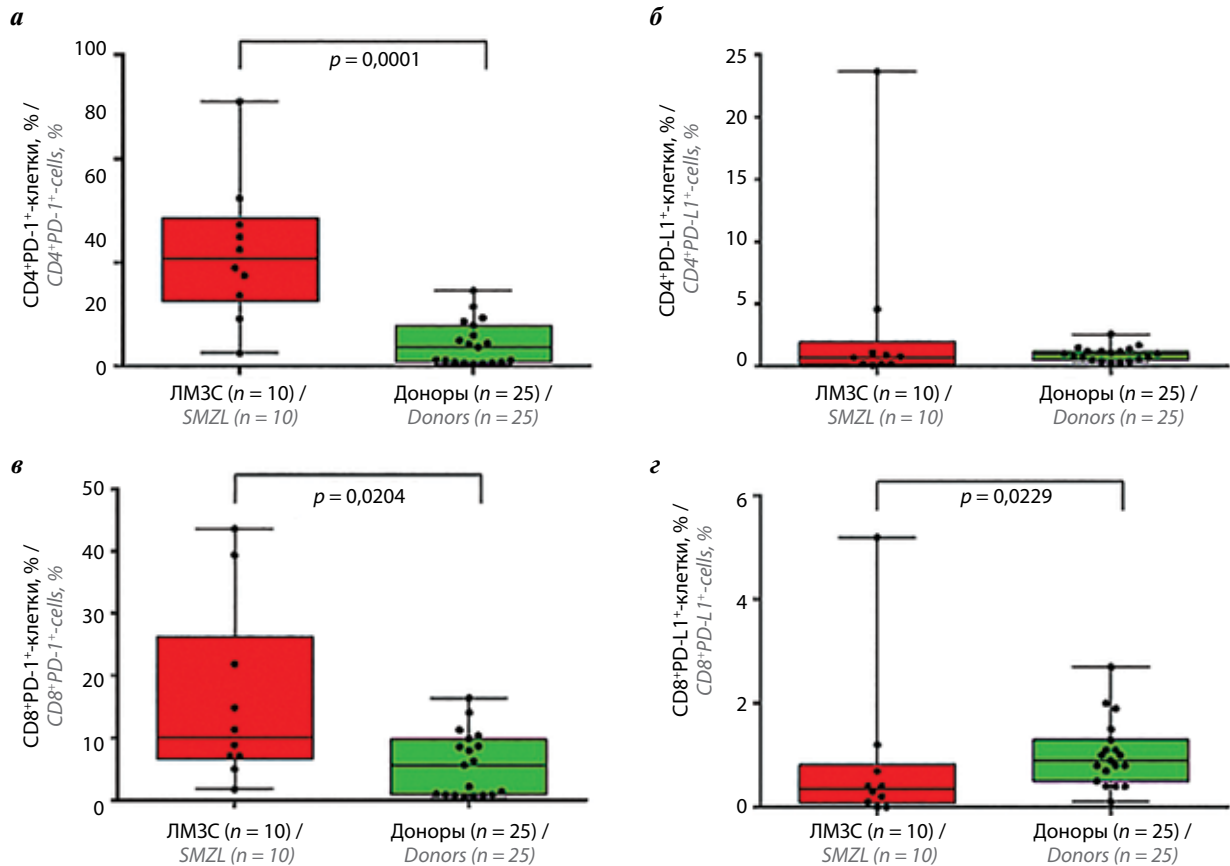 а
CD4⁺PD-1⁺-клетки, % /
CD4⁺PD-1⁺-cells, %
100
80
60
40
20
0
p = 0,0001
ЛМЗС (n = 10) /
SMZL (n = 10)
Доноры (n = 25) /
Donors (n = 25)
б
CD4⁺PD-L1⁺-клетки, % /
CD4⁺PD-L1⁺-cells, %
25
20
15
10
5
0
ЛМЗС (n = 10) /
SMZL (n = 10)
Доноры (n = 25) /
Donors (n = 25)
в
CD8⁺PD-1⁺-клетки, % /
CD8⁺PD-1⁺-cells, %
50
40
30
20
10
0
p = 0,0204
ЛМЗС (n = 10) /
SMZL (n = 10)
Доноры (n = 25) /
Donors (n = 25)
г
CD8⁺PD-L1⁺-клетки, % /
CD8⁺PD-L1⁺-cells, %
6
4
2
0
p = 0,0229
ЛМЗС (n = 10) /
SMZL (n = 10)
Доноры (n = 25) /
Donors (n = 25)